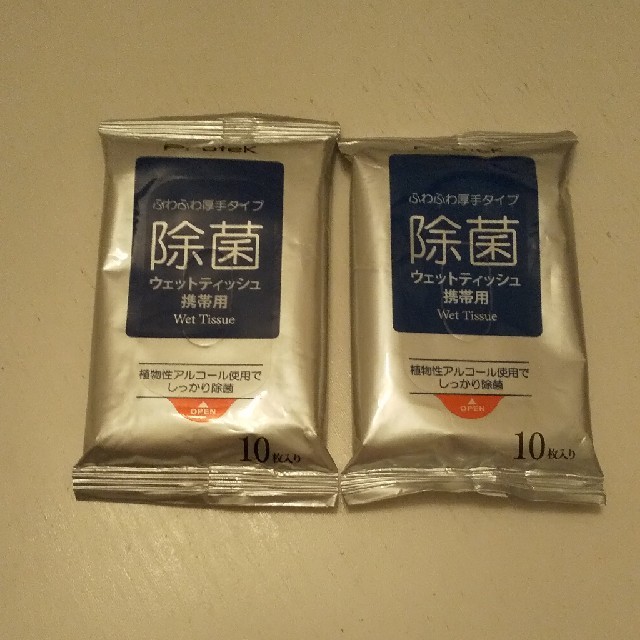 ふわふわ厚手タイプ
除菌
ウェットティッシュ
携帯用
Wet Tissue
植物性アルコール使用で
しっかり除菌
OPEN
10枚入り
ふわふわ厚手タイプ
除菌
ウェットティッシュ
携帯用
Wet Tissue
植物性アルコール使用で
しっかり除菌
OPEN
10枚入り